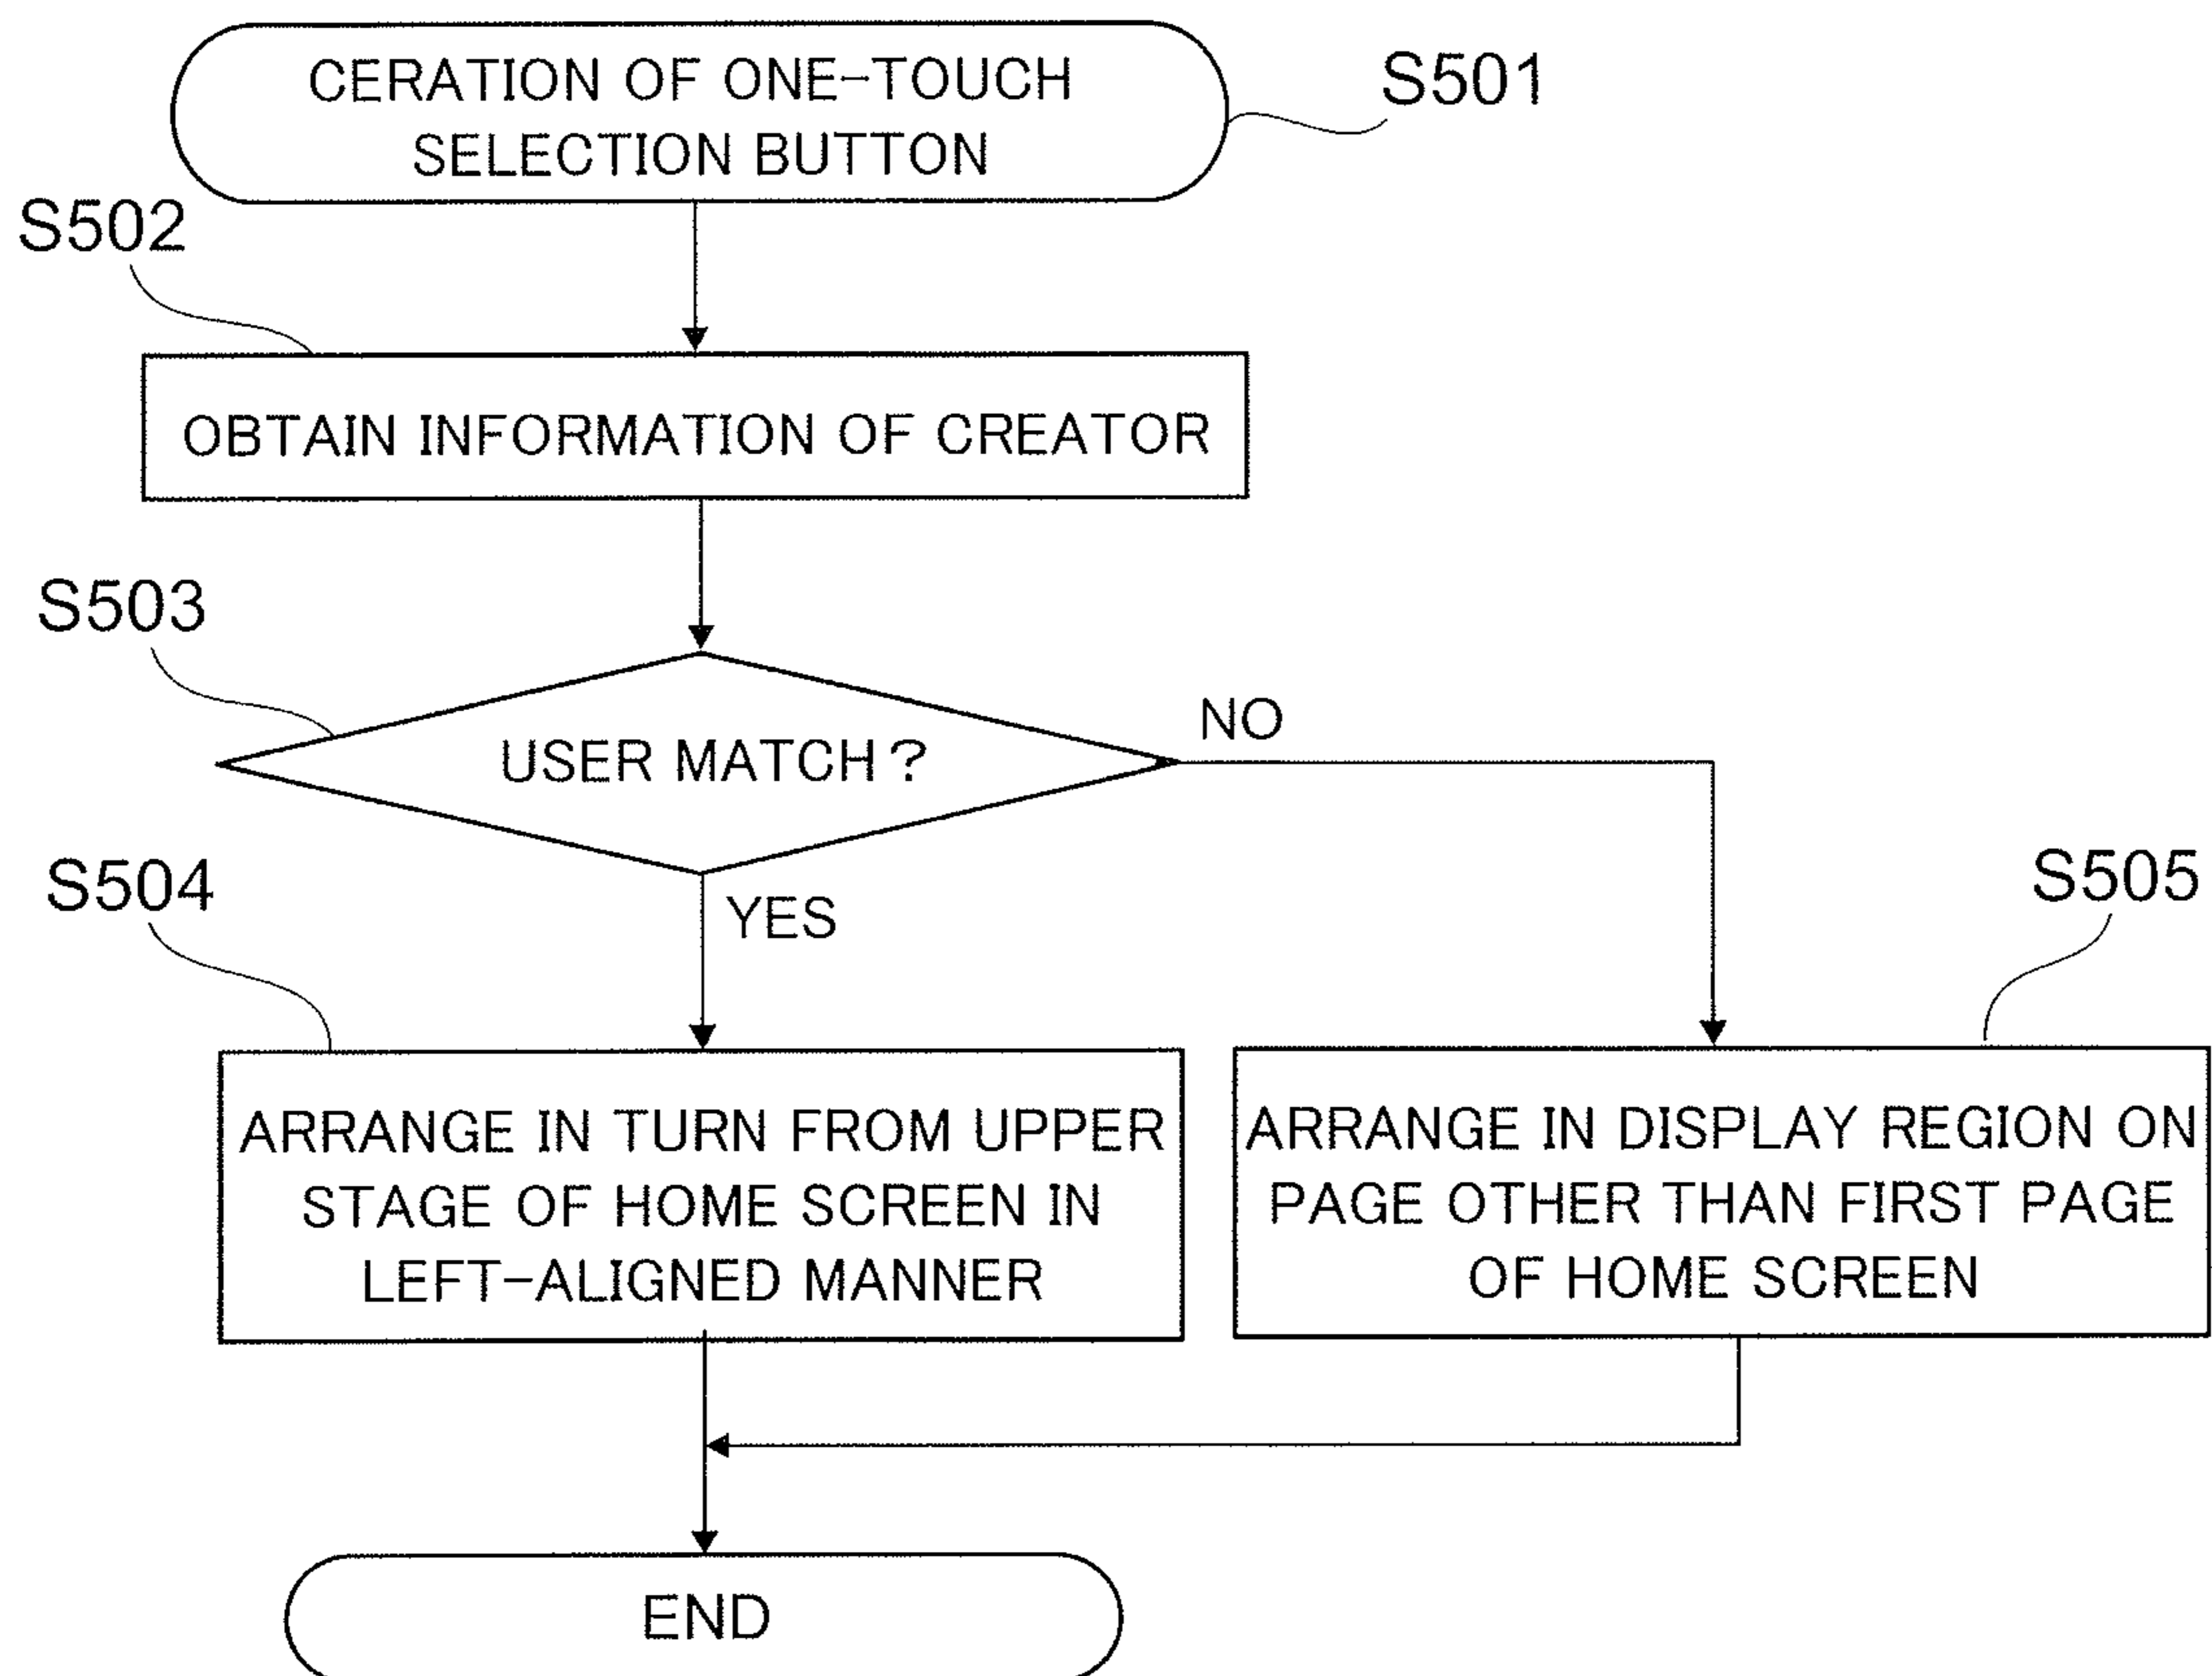 CERATION OF ONE-TOUCH
SELECTION BUTTON
S501
S502
OBTAIN INFORMATION OF CREATOR
S503
USER MATCH?
NO
YES
S504
S505
ARRANGE IN TURN FROM UPPER
STAGE OF HOME SCREEN IN
LEFT-ALIGNED MANNER
ARRANGE IN DISPLAY REGION ON
PAGE OTHER THAN FIRST PAGE
OF HOME SCREEN
END